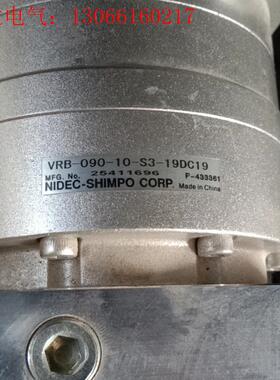 电气：13066160217
VRB-090-10-S3-19DC19
MFG. No. 25411696 P-433361
NIDEC-SHIMPO CORP. Made in China